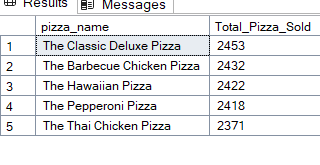 Results Messages
pizza_name Total_Pizza_Sold
1 The Classic Deluxe Pizza 2453
2 The Barbecue Chicken Pizza 2432
3 The Hawaiian Pizza 2422
4 The Pepperoni Pizza 2418
5 The Thai Chicken Pizza 2371